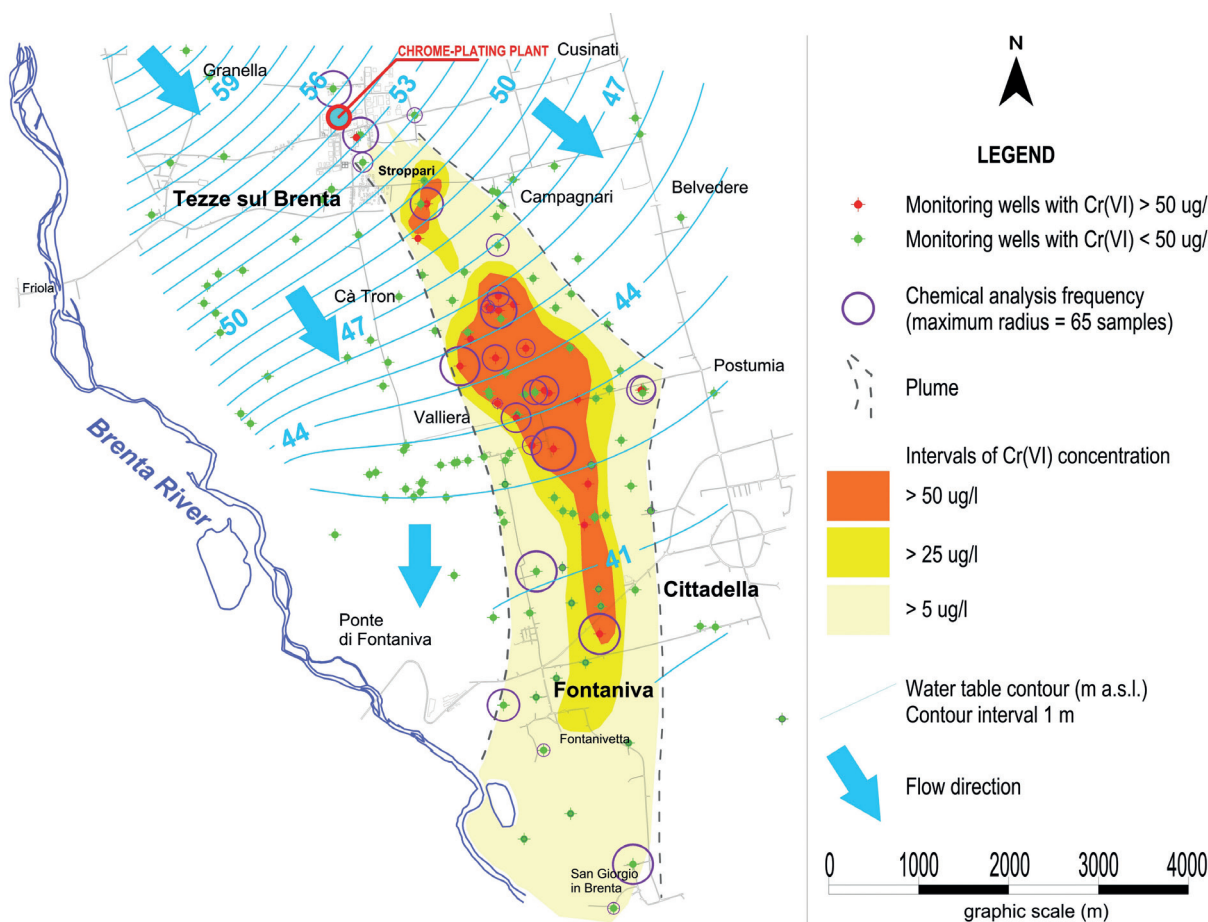 CHROME-PLATING PLANT
Cusinati
Granella
59
56
53
50
47
Stroppari
Tezze sul Brenta
Campagnari
Belvedere
Friola
Cà Tron
50
47
44
Postumia
Valliera
44
44
Brenta River
41
Cittadella
Ponte
di Fontaniva
Fontaniva
Fontanivetta
San Giorgio
in Brenta
N
LEGEND
Monitoring wells with Cr(VI) > 50 ug/
Monitoring wells with Cr(VI) < 50 ug/
Chemical analysis frequency
(maximum radius = 65 samples)
Plume
Intervals of Cr(VI) concentration
> 50 ug/l
> 25 ug/l
> 5 ug/l
Water table contour (m a.s.l.)
Contour interval 1 m
Flow direction
0 1000 2000 3000 4000
graphic scale (m)